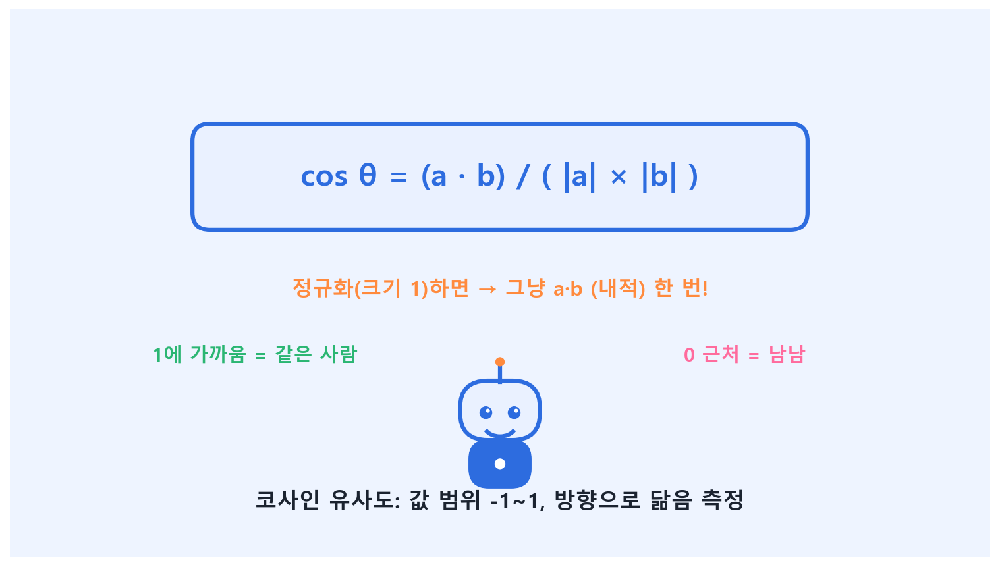 cos θ = (a · b) / ( |a| × |b| )
정규화(크기 1)하면 → 그냥 a·b (내적) 한 번!
1에 가까움 = 같은 사람
0 근처 = 남남
코사인 유사도: 값 범위 -1~1, 방향으로 닮음 측정